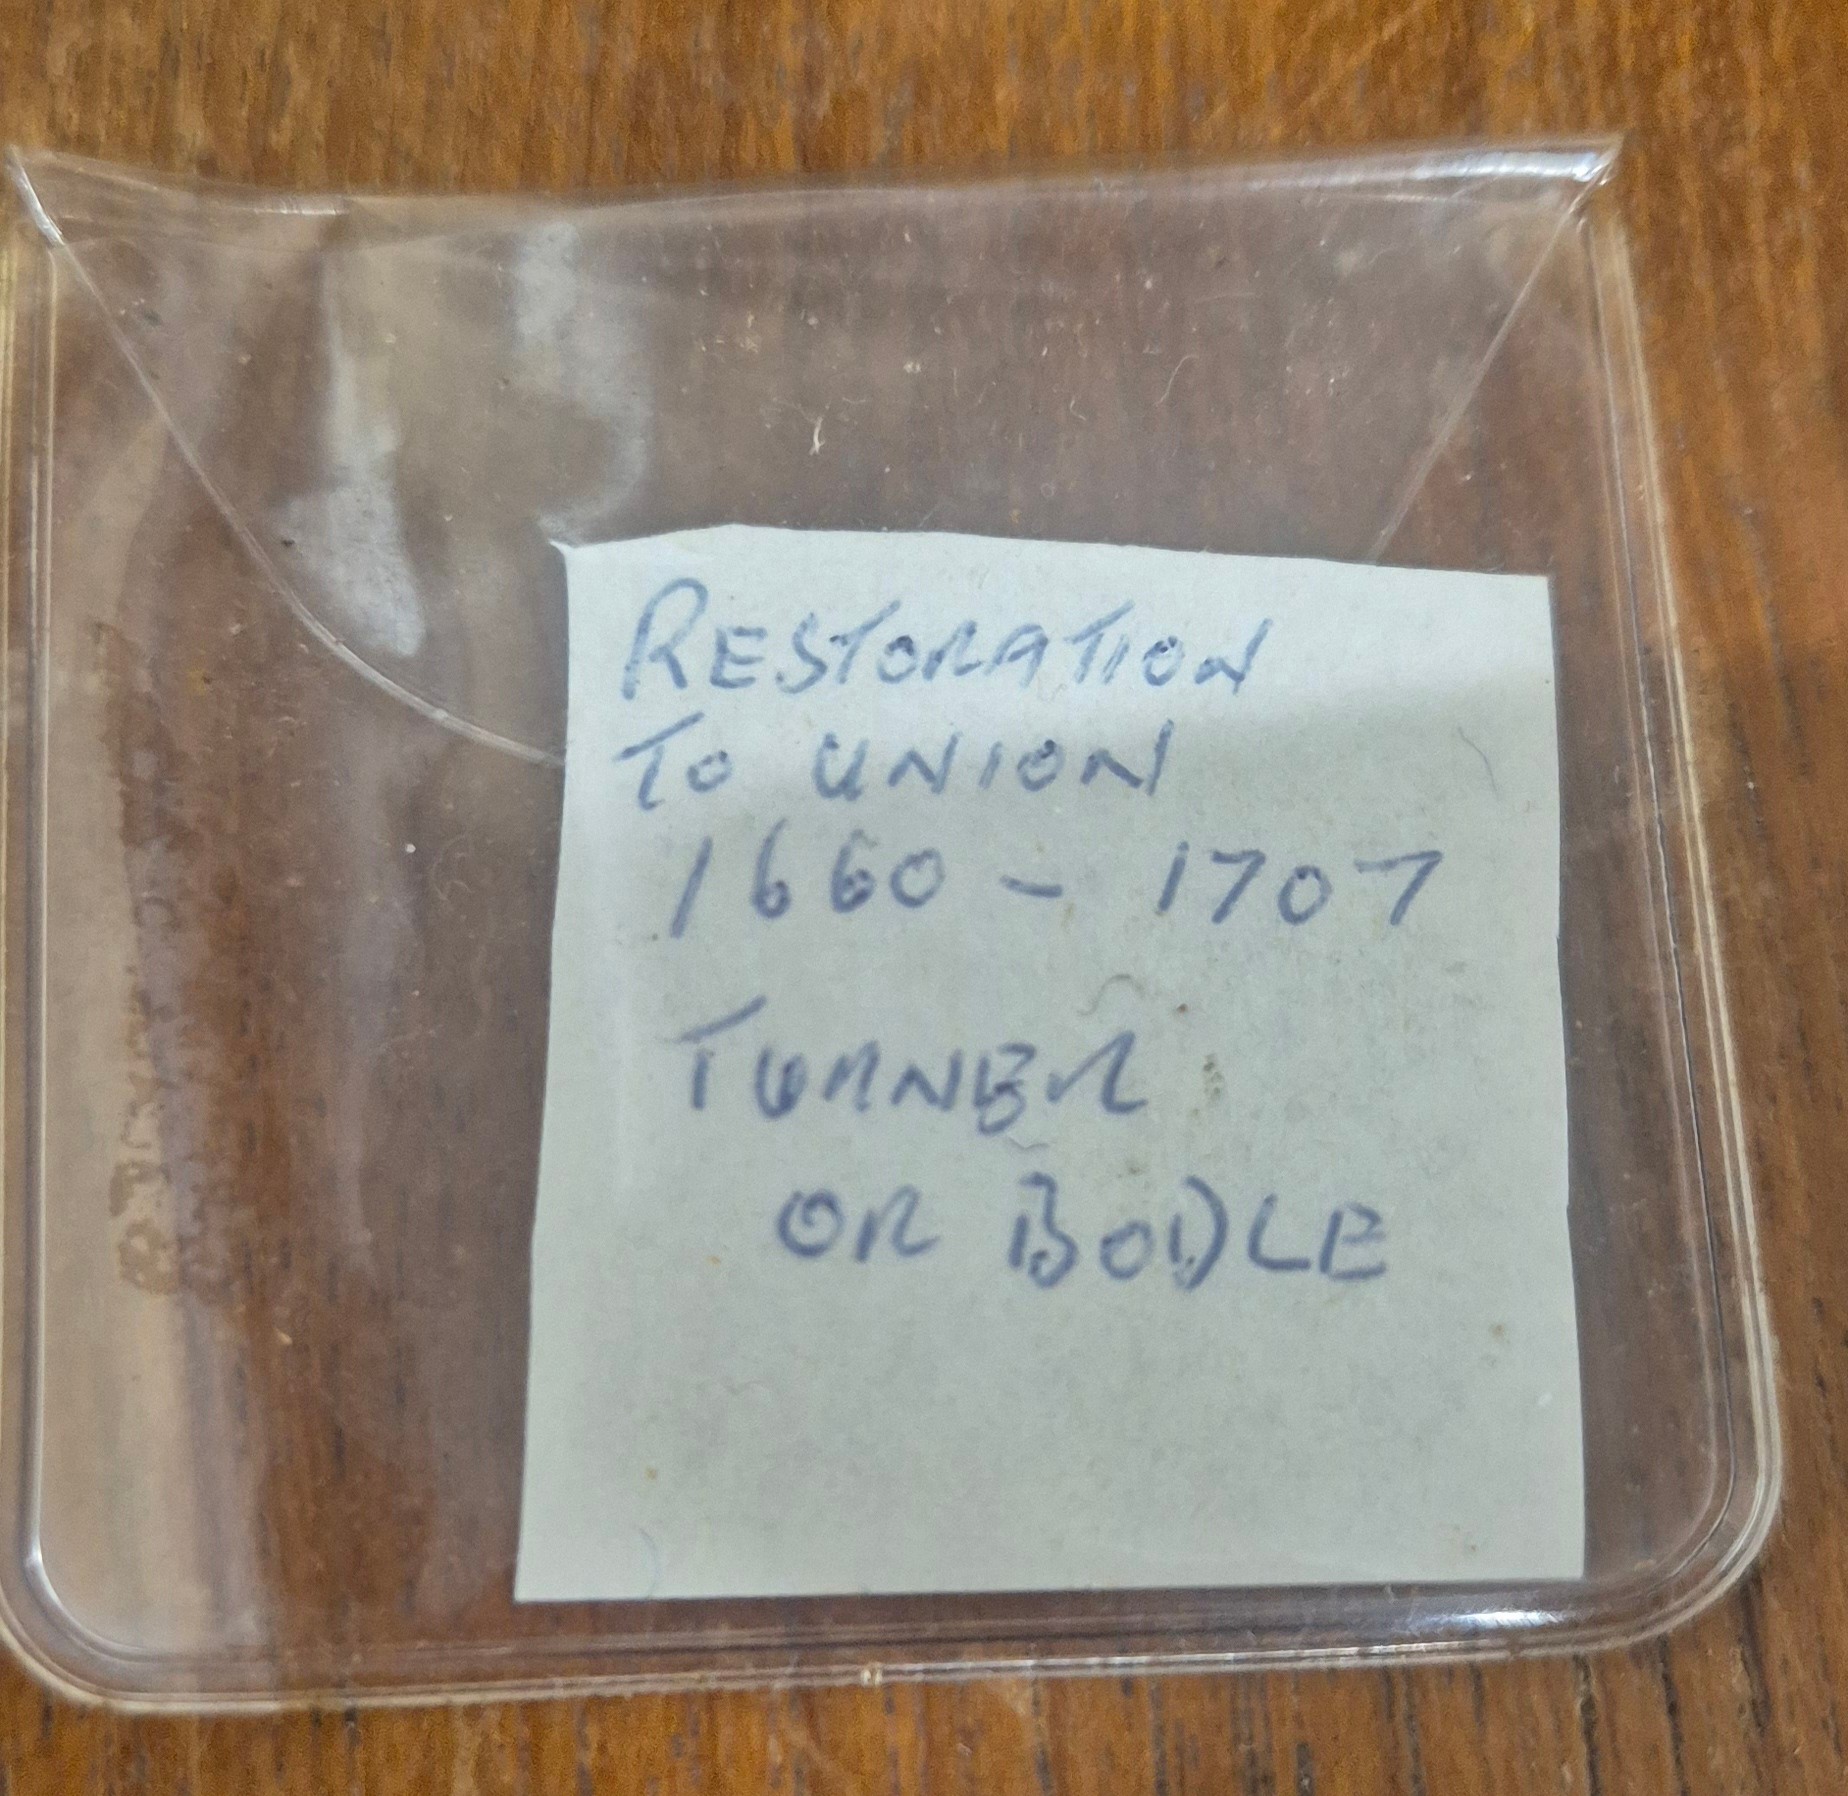 RESTORATION
TO UNION
1660 - 1707
TURNER
OR BODLE